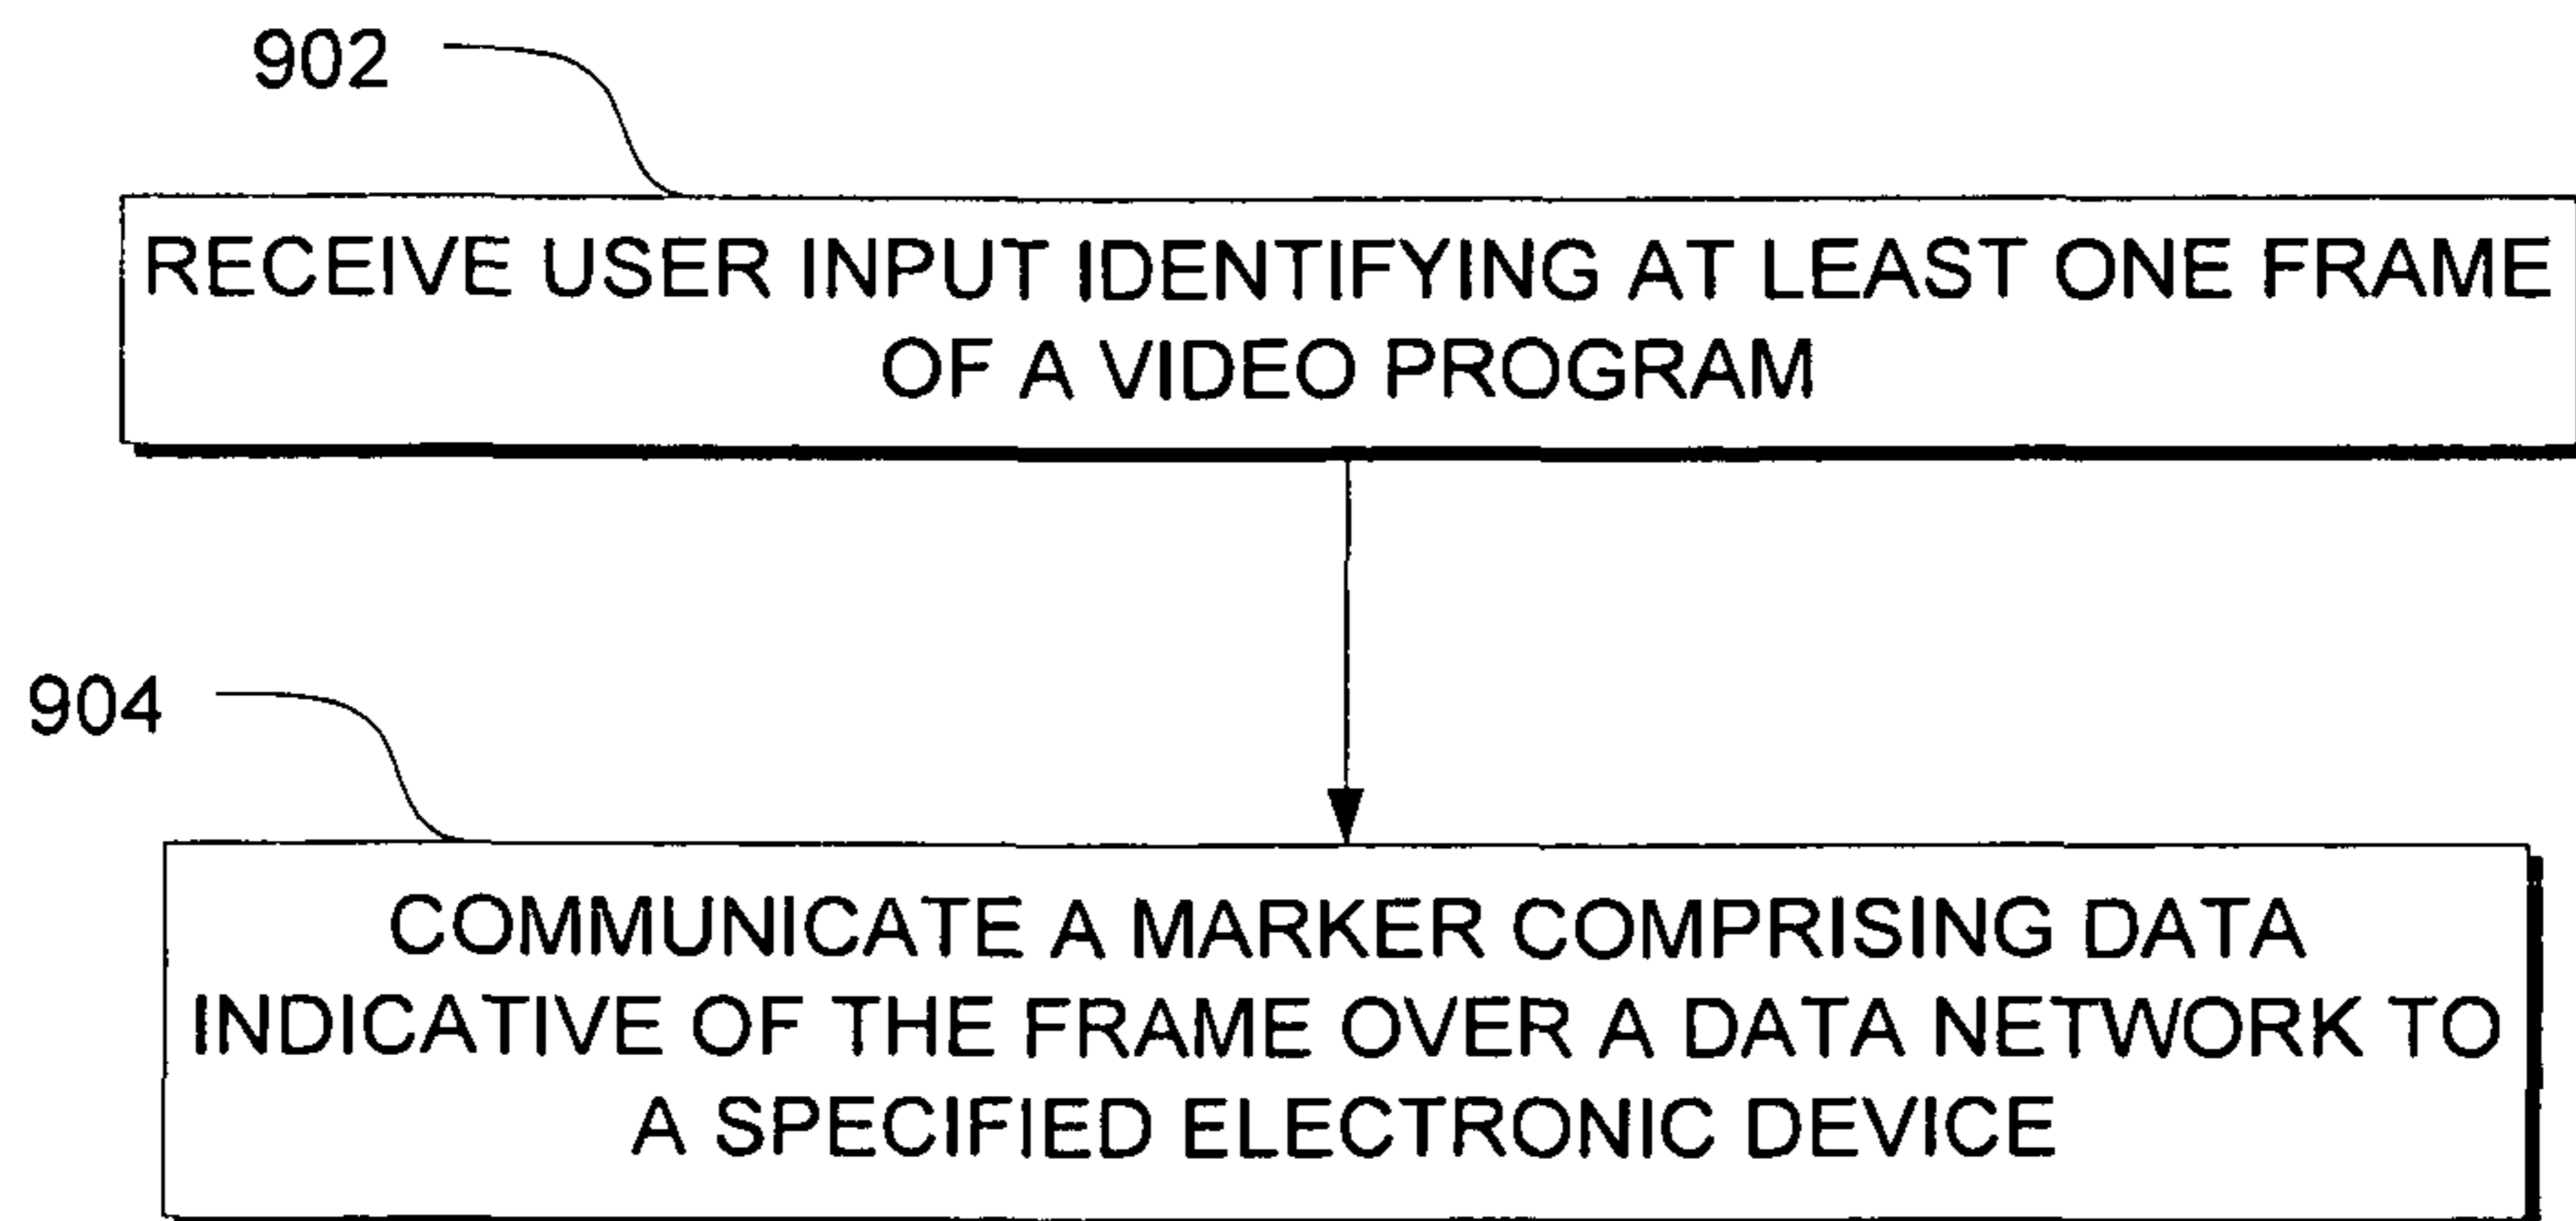 902
RECEIVE USER INPUT IDENTIFYING AT LEAST ONE FRAME
OF A VIDEO PROGRAM
904
COMMUNICATE A MARKER COMPRISING DATA
INDICATIVE OF THE FRAME OVER A DATA NETWORK TO
A SPECIFIED ELECTRONIC DEVICE